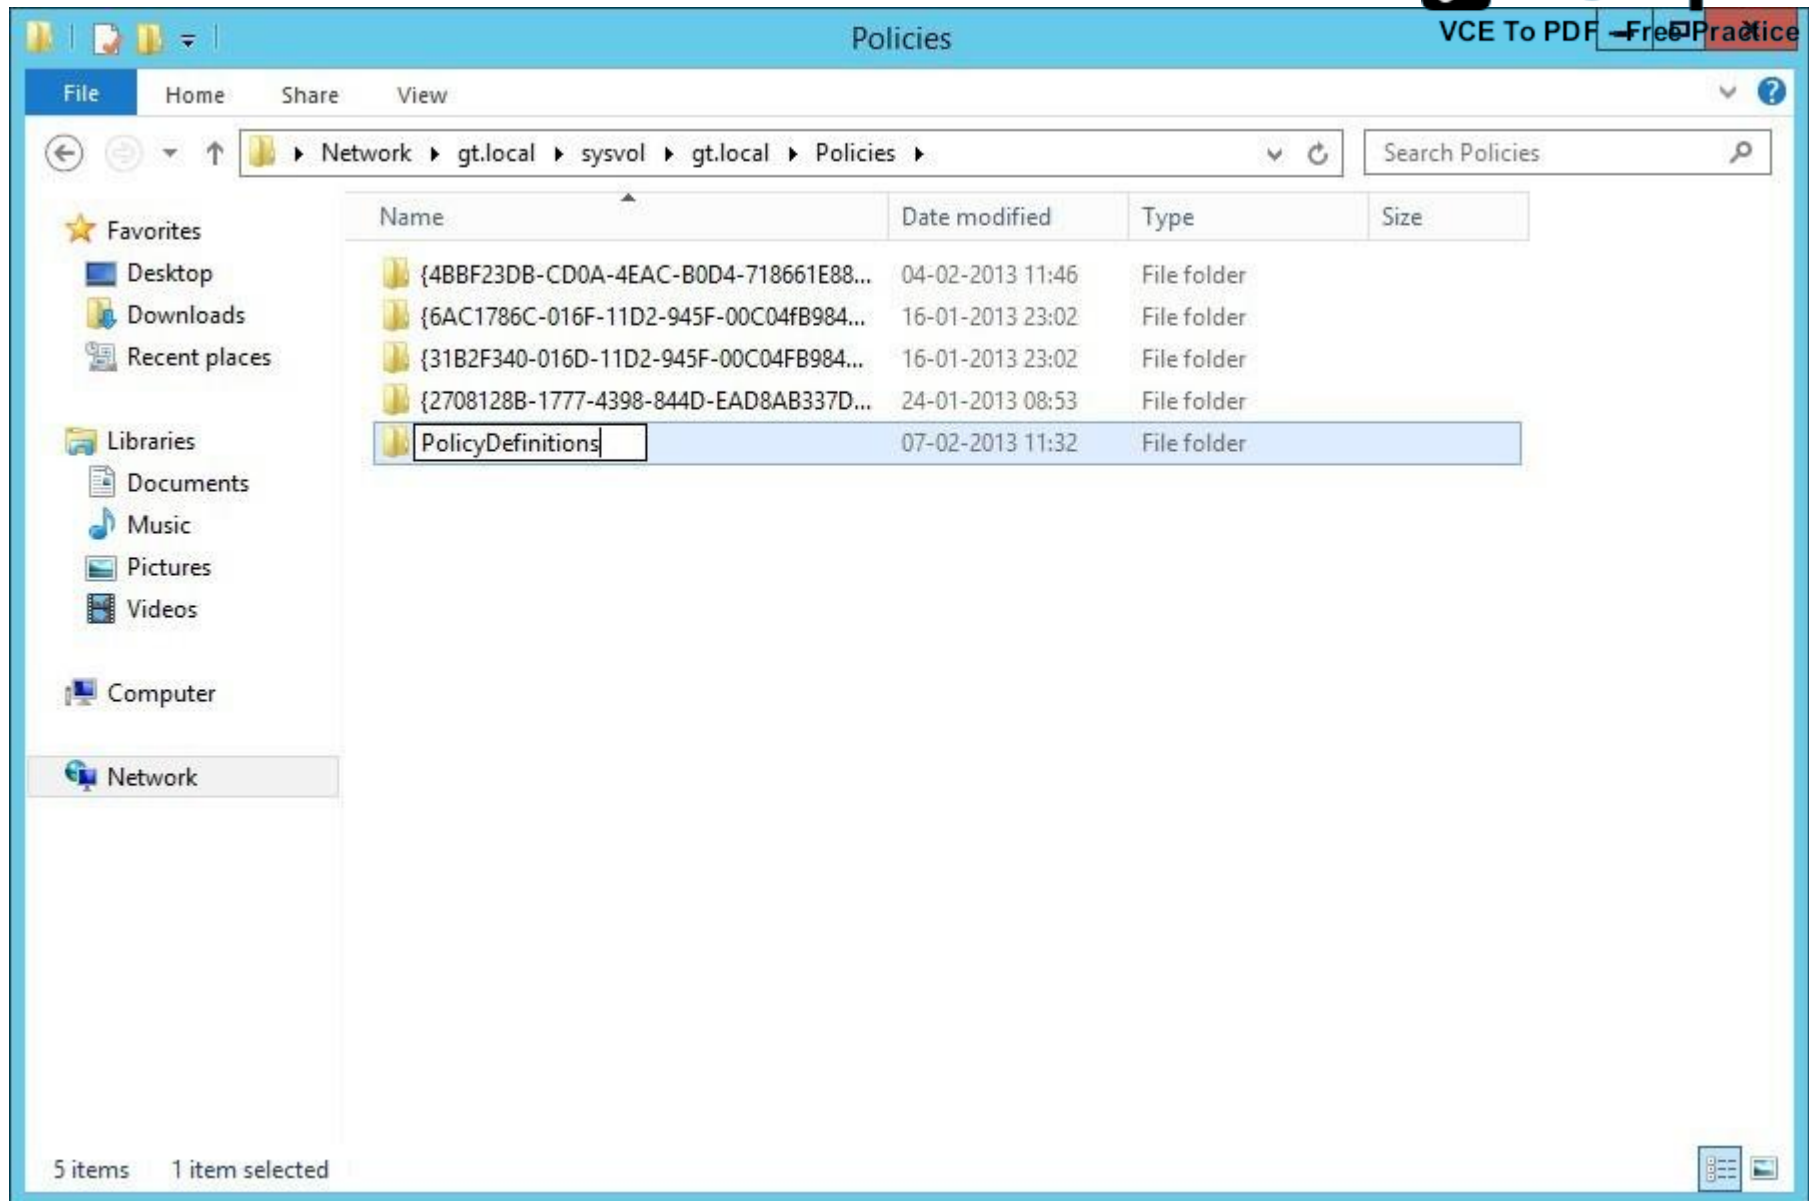 Policies
VCE To PDF - Free Practice
File Home Share View
Network gt.local sysvol gt.local Policies
Search Policies
Name Date modified Type Size
Favorites
Desktop
Downloads
Recent places
Libraries
Documents
Music
Pictures
Videos
Computer
Network
{4BBF23DB-CD0A-4EAC-B0D4-718661E88... 04-02-2013 11:46 File folder
{6AC1786C-016F-11D2-945F-00C04fB984... 16-01-2013 23:02 File folder
{31B2F340-016D-11D2-945F-00C04FB984... 16-01-2013 23:02 File folder
{2708128B-1777-4398-844D-EAD8AB337D... 24-01-2013 08:53 File folder
PolicyDefinitions 07-02-2013 11:32 File folder
5 items 1 item selected